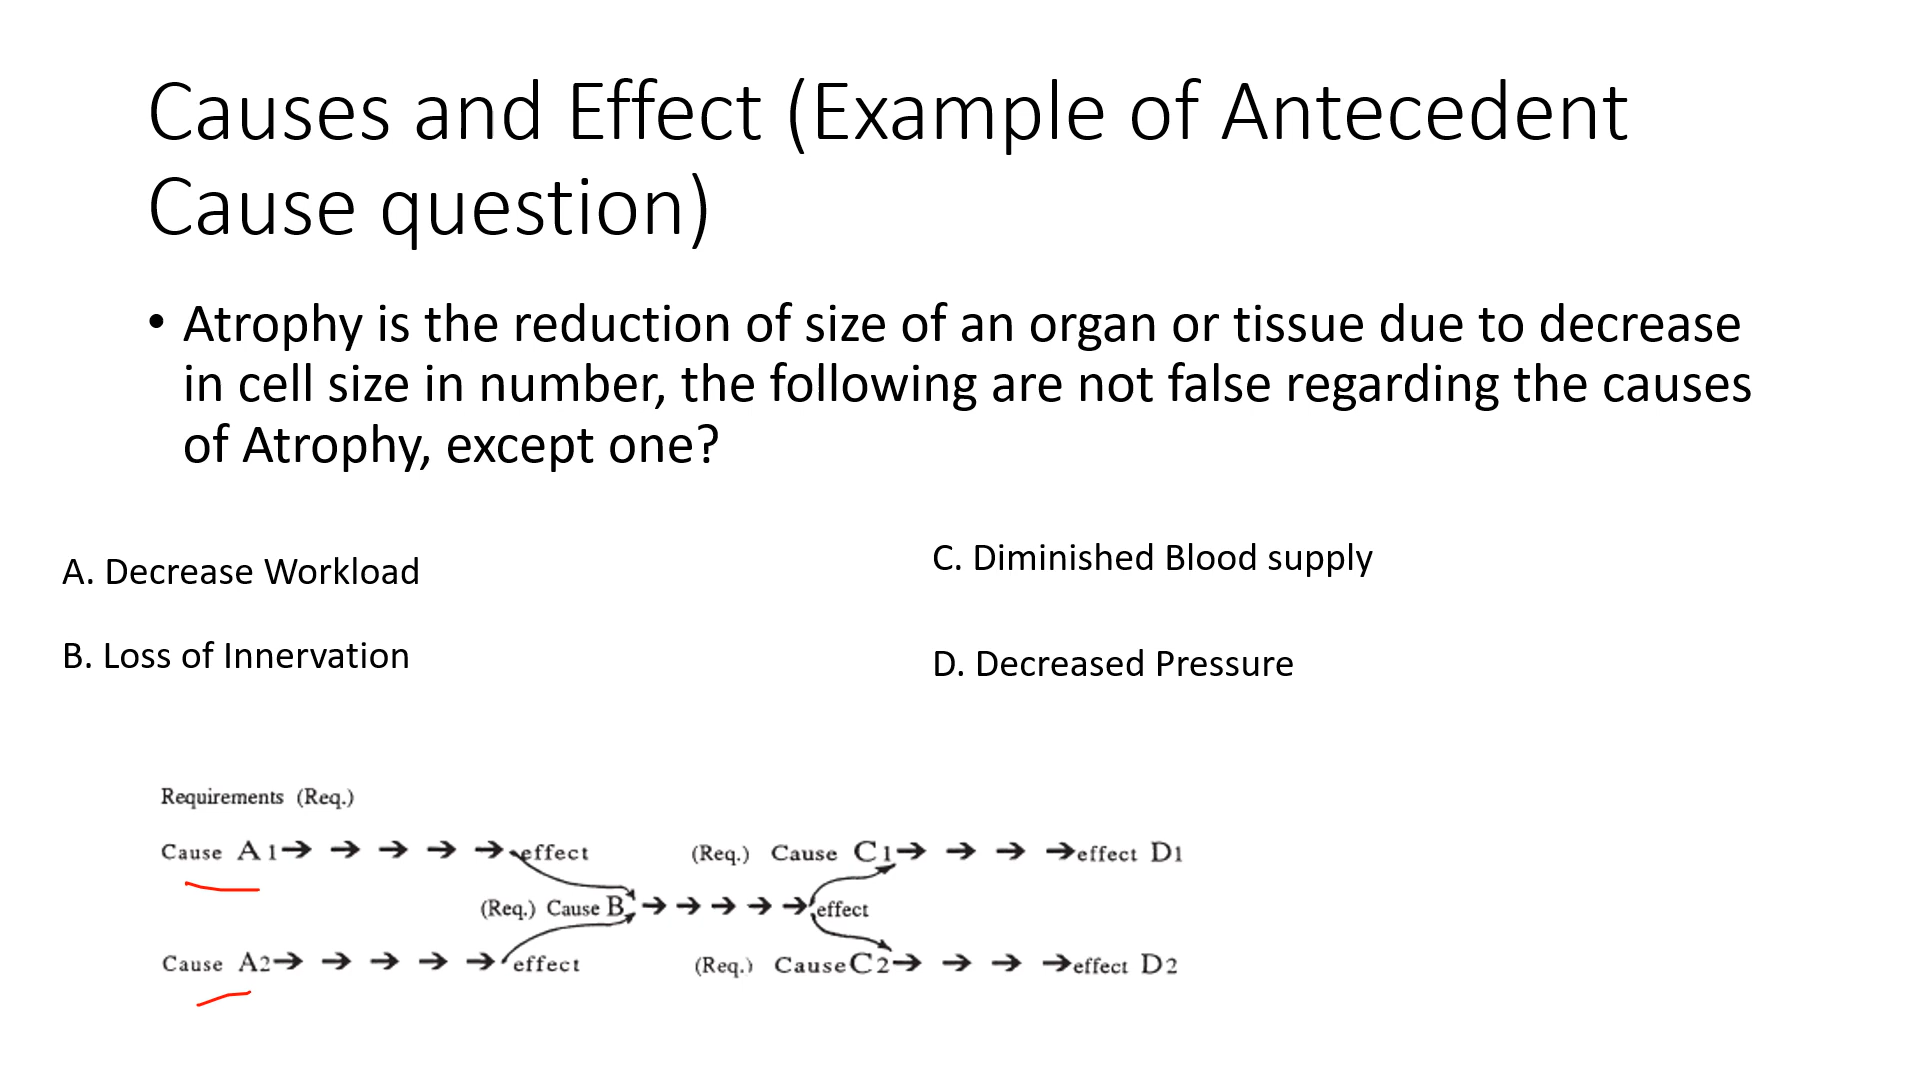 Causes and Effect (Example of Antecedent
Cause question)
• Atrophy is the reduction of size of an organ or tissue due to decrease
in cell size in number, the following are not false regarding the causes
of Atrophy, except one?
A. Decrease Workload
B. Loss of Innervation
C. Diminished Blood supply
D. Decreased Pressure
Requirements (Req.)
Cause A1→ → → → →effect (Req.) Cause C1→ → → →effect D1
(Req.) Cause B→ → → → →effect
Cause A2→ → → → →effect (Req.) Cause C2→ → → →effect D2